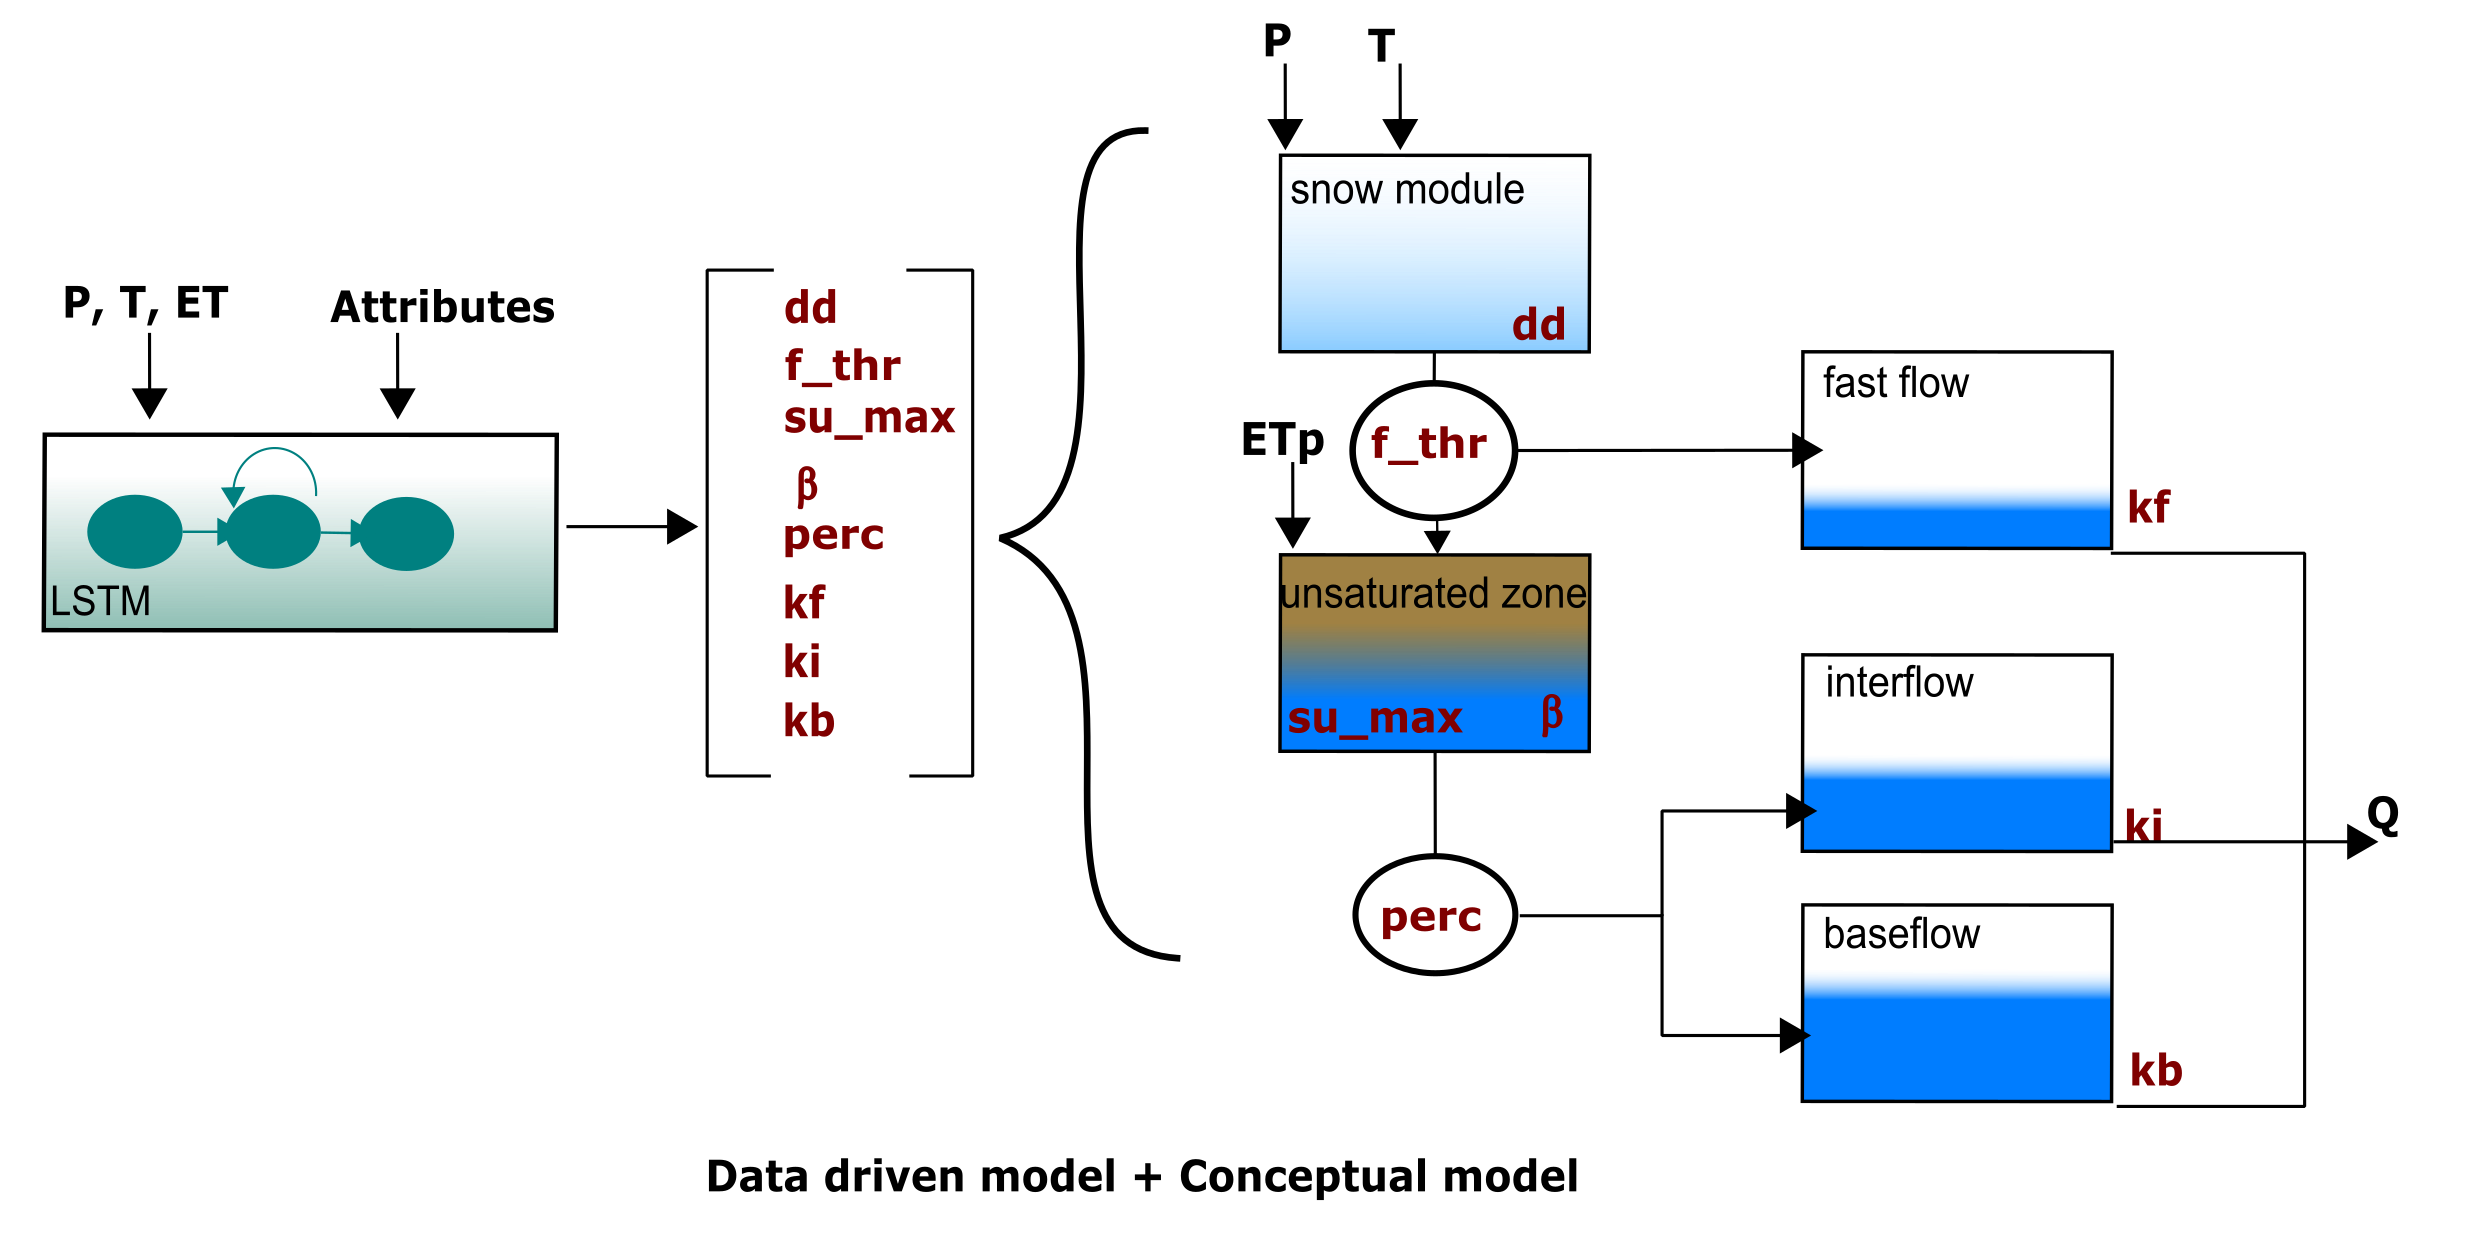 P, T, ET
Attributes
LSTM
dd
f_thr
su_max
β
perc
kf
ki
kb
P
T
snow module
dd
f_thr
ETp
unsaturated zone
su_max
β
perc
fast flow
kf
interflow
ki
baseflow
kb
Q
Data driven model + Conceptual model